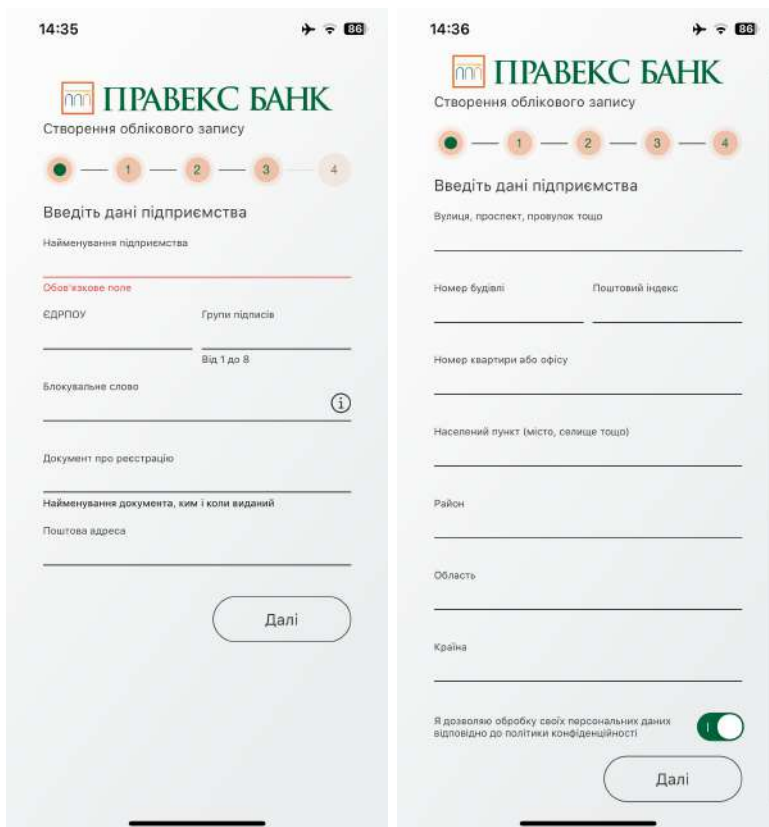 14:35
86
ПРАВЕКС БАНК
Створення облікового запису
1
2
3
4
Введіть дані підприємства
Найменування підприємства
Обов'язкове поле
ЄДРПОУ
Групи підписів
Від 1 до 8
Блокувальне слово
Документ про реєстрацію
Найменування документа, ким і коли виданий
Поштова адреса
Далі
14:36
86
ПРАВЕКС БАНК
Створення облікового запису
1
2
3
4
Введіть дані підприємства
Вулиця, проспект, провулок тощо
Номер будівлі
Поштовий індекс
Номер квартири або офісу
Населений пункт (місто, селище тощо)
Район
Область
Країна
Я дозволяю обробку своїх персональних даних
відповідно до політики конфіденційності
Далі